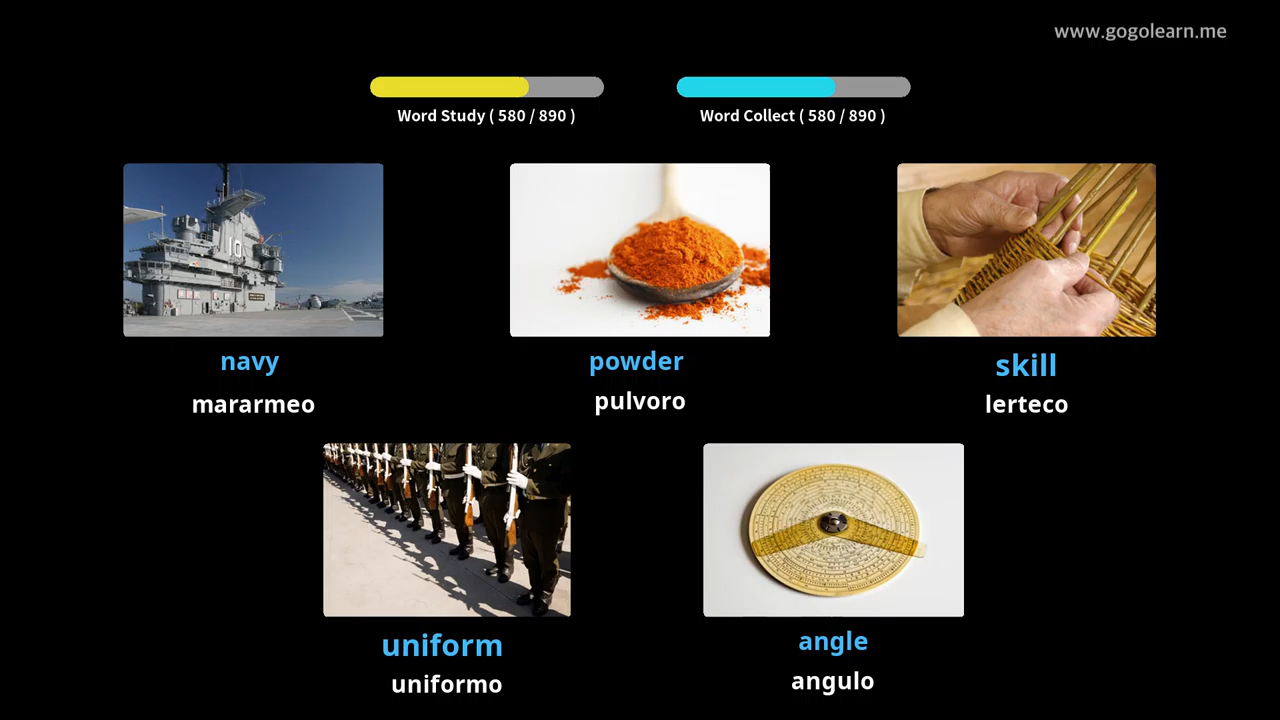 www.gogolearn.me
Word Study ( 580 / 890 )
Word Collect ( 580 / 890 )
10
navy
powder
skill
mararmeo
pulvoro
lerteco
uniform
angle
uniformo
angulo